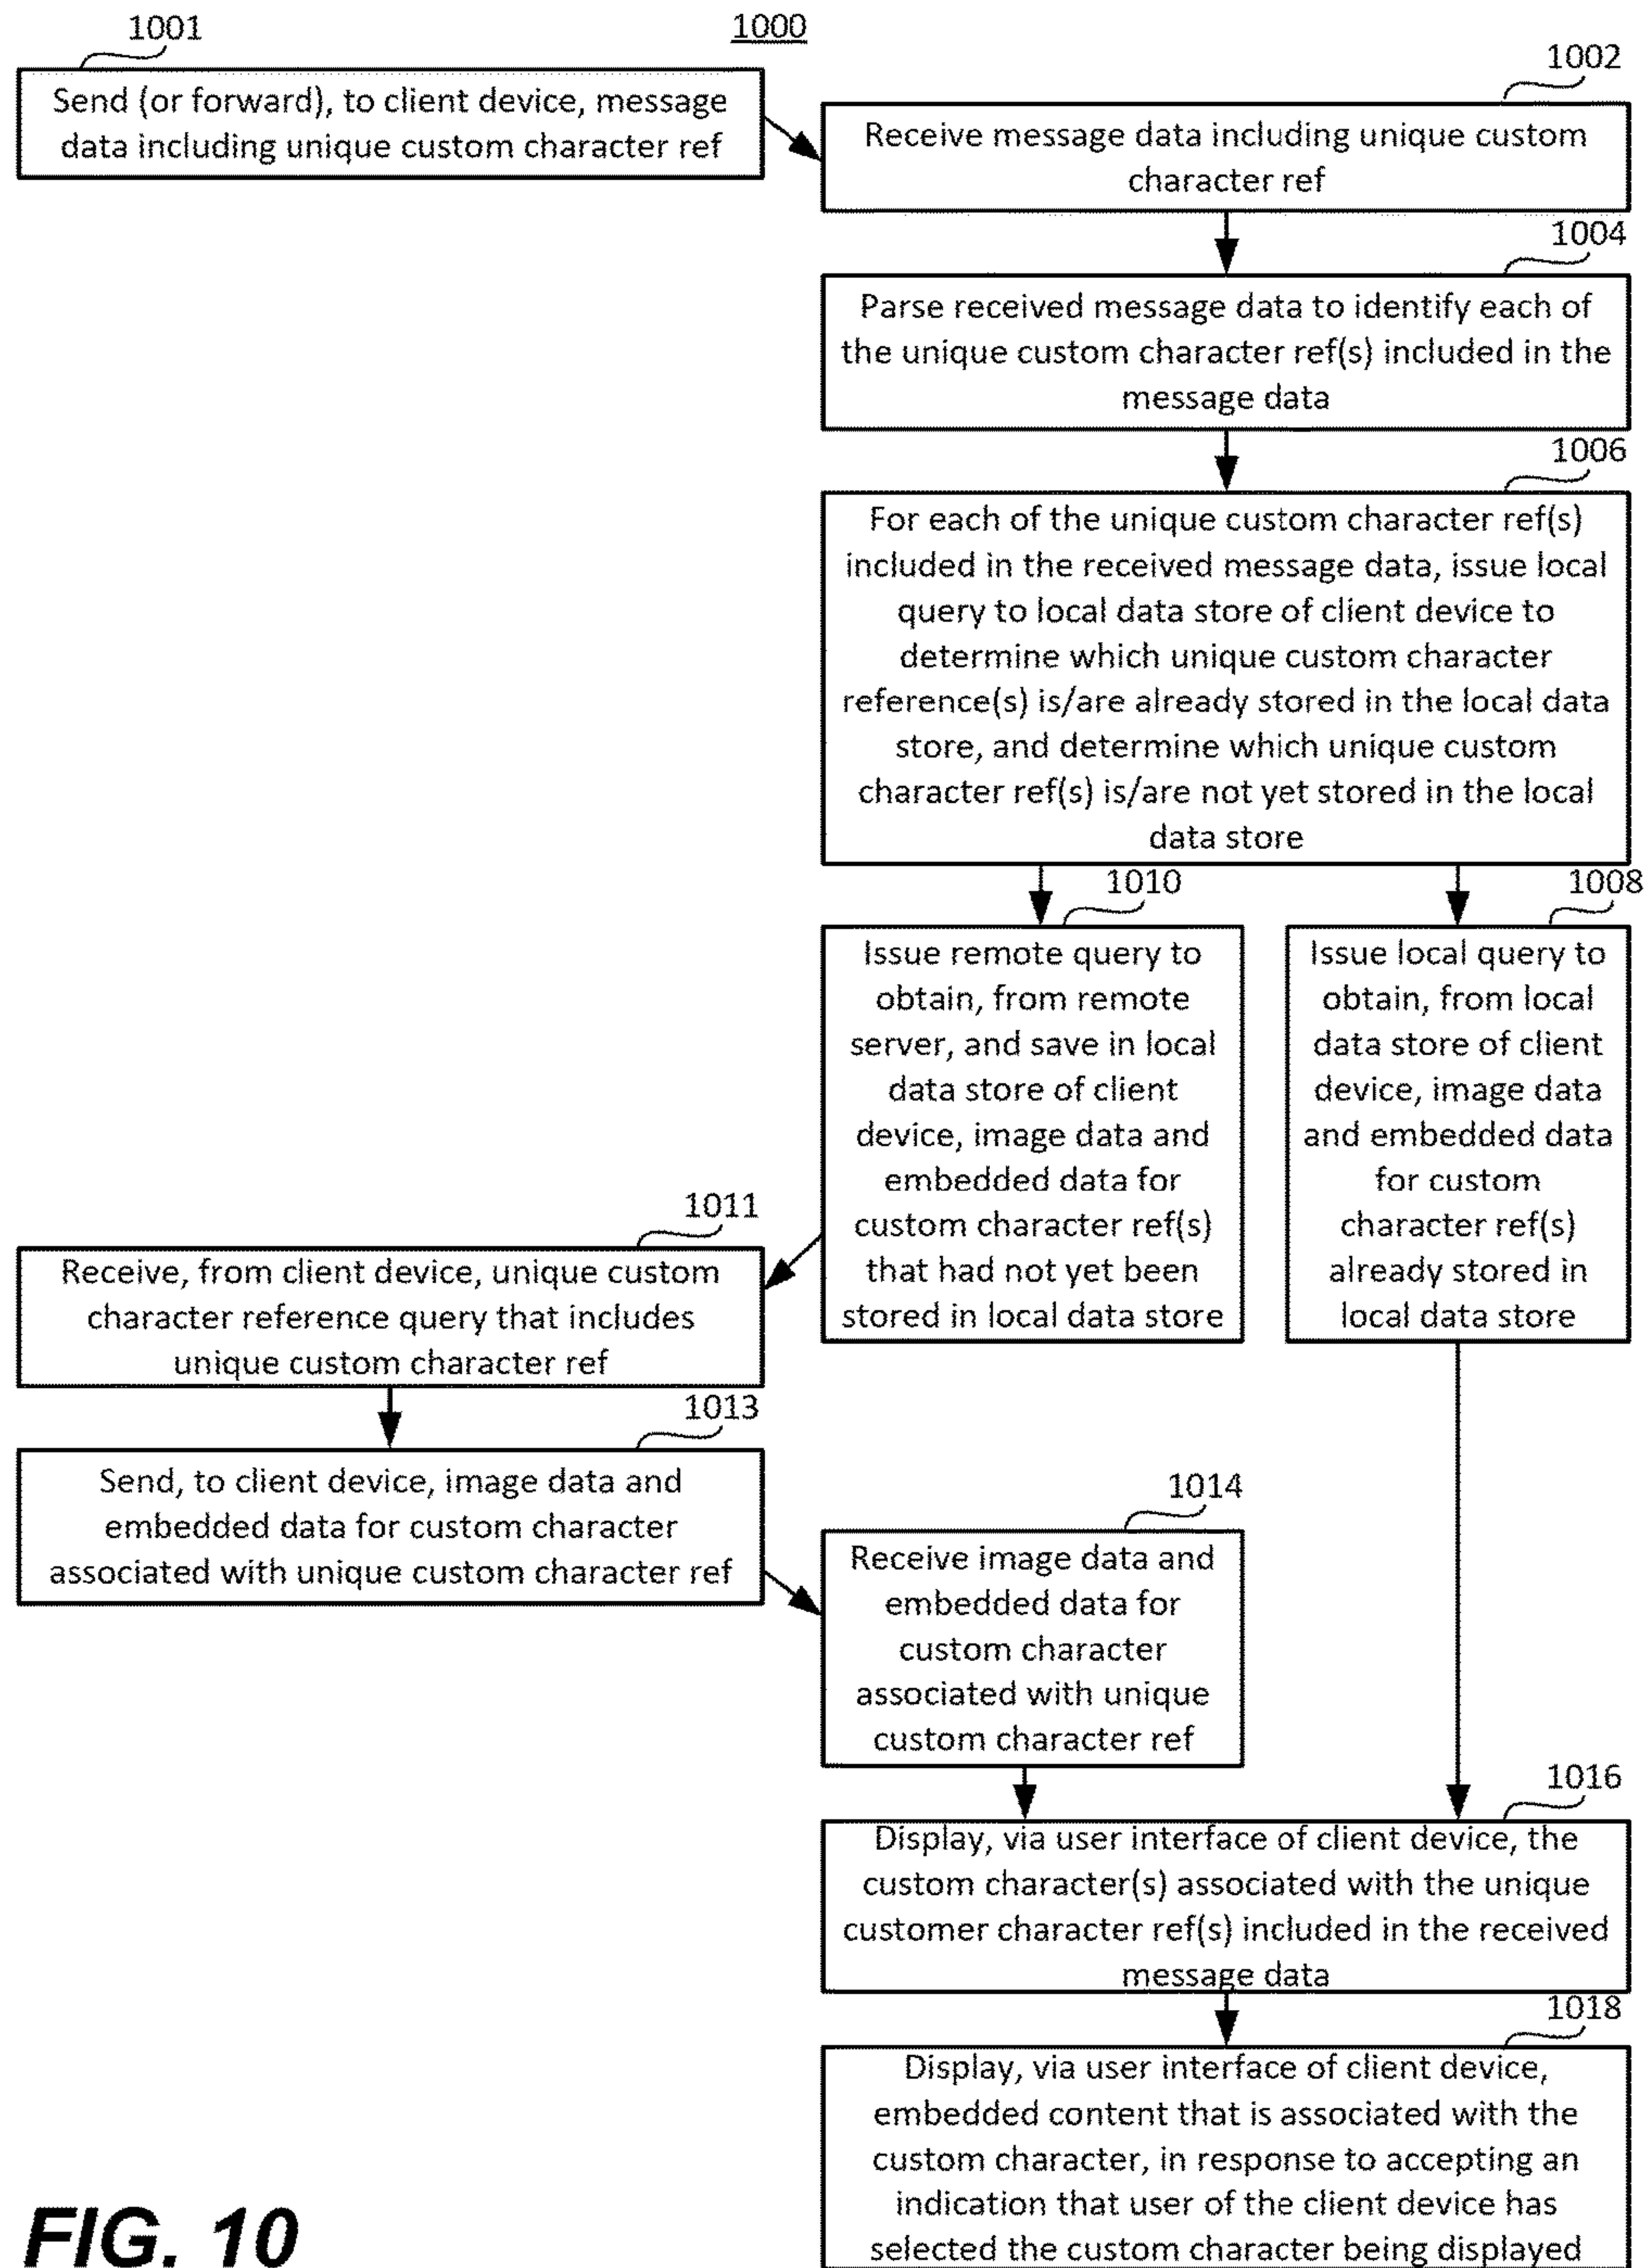 1001
1000
Send (or forward), to client device, message
data including unique custom character ref
1002
Receive message data including unique custom
character ref
1004
Parse received message data to identify each of
the unique custom character ref(s) included in the
message data
1006
For each of the unique custom character ref(s)
included in the received message data, issue local
query to local data store of client device to
determine which unique custom character
reference(s) is/are already stored in the local data
store, and determine which unique custom
character ref(s) is/are not yet stored in the local
data store
1010
Issue remote query to
obtain, from remote
server, and save in local
data store of client
device, image data and
embedded data for
custom character ref(s)
that had not yet been
stored in local data store
1008
Issue local query to
obtain, from local
data store of client
device, image data
and embedded data
for custom
character ref(s)
already stored in
local data store
1011
Receive, from client device, unique custom
character reference query that includes
unique custom character ref
1013
Send, to client device, image data and
embedded data for custom character
associated with unique custom character ref
1014
Receive image data and
embedded data for
custom character
associated with unique
custom character ref
1016
Display, via user interface of client device, the
custom character(s) associated with the unique
customer character ref(s) included in the received
message data
1018
Display, via user interface of client device,
embedded content that is associated with the
custom character, in response to accepting an
indication that user of the client device has
selected the custom character being displayed
FIG. 10